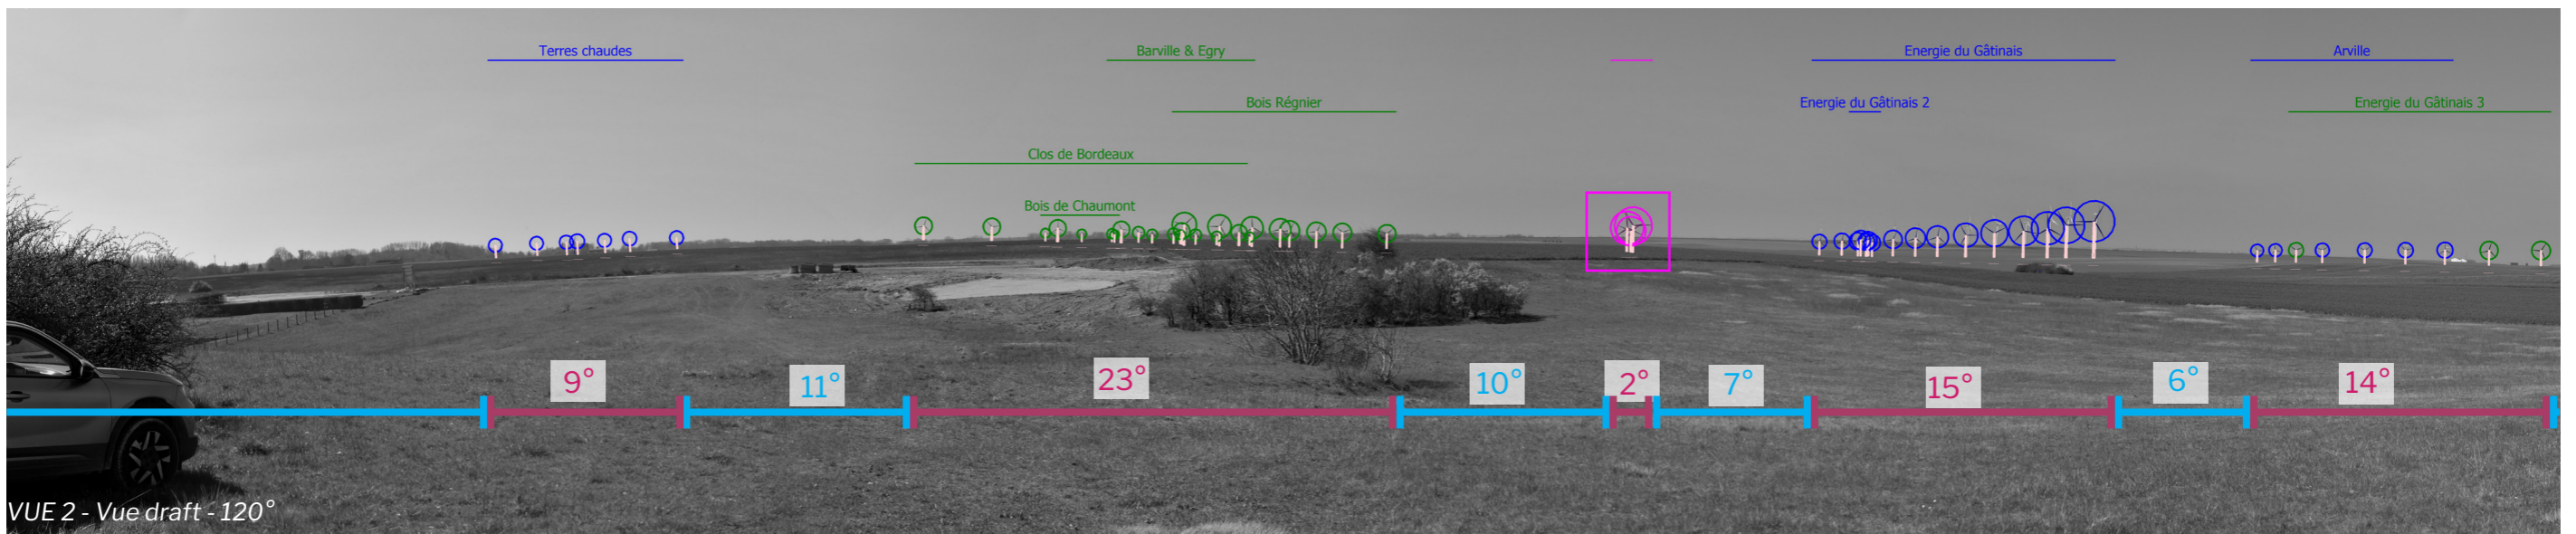 Terres chaudes
Barville & Egry
Energie du Gâtinais
Arville
Bois Régnier
Energie du Gâtinais 2
Energie du Gâtinais 3
Clos de Bordeaux
Bois de Chaumont
9°
11°
23°
10°
2°
7°
15°
6°
14°
VUE 2 - Vue draft - 120°